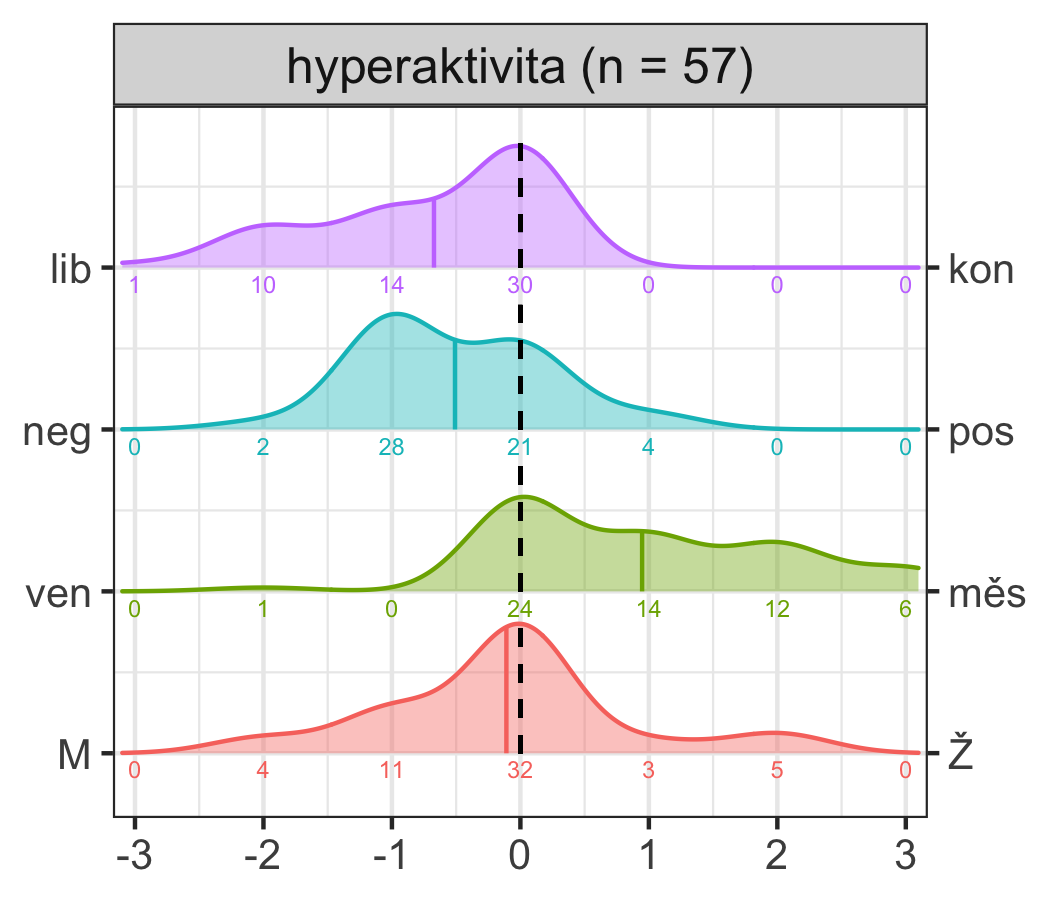 hyperaktivita (n = 57)
lib kon
1 10 14 30 0 0 0
neg pos
0 2 28 21 4 0 0
ven měs
0 1 0 24 14 12 6
M Ž
0 4 11 32 3 5 0
-3 -2 -1 0 1 2 3